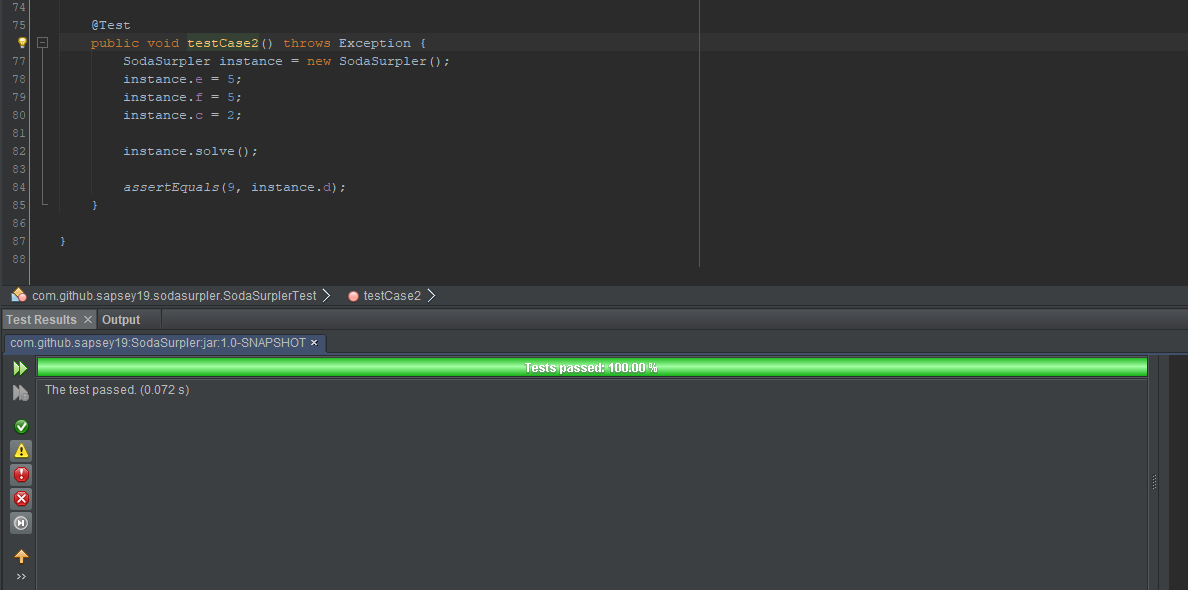 74
75 @Test
public void testCase2() throws Exception {
77 SodaSurpler instance = new SodaSurpler();
78 instance.e = 5;
79 instance.f = 5;
80 instance.c = 2;
81
82 instance.solve();
83
84 assertEquals(9, instance.d);
85 }
86
87 }
88
com.github.sapsey19.sodasurpler.SodaSurplerTest testCase2
Test Results Output
com.github.sapsey19:SodaSurpler:jar:1.0-SNAPSHOT
Tests passed: 100.00 %
The test passed. (0.072 s)